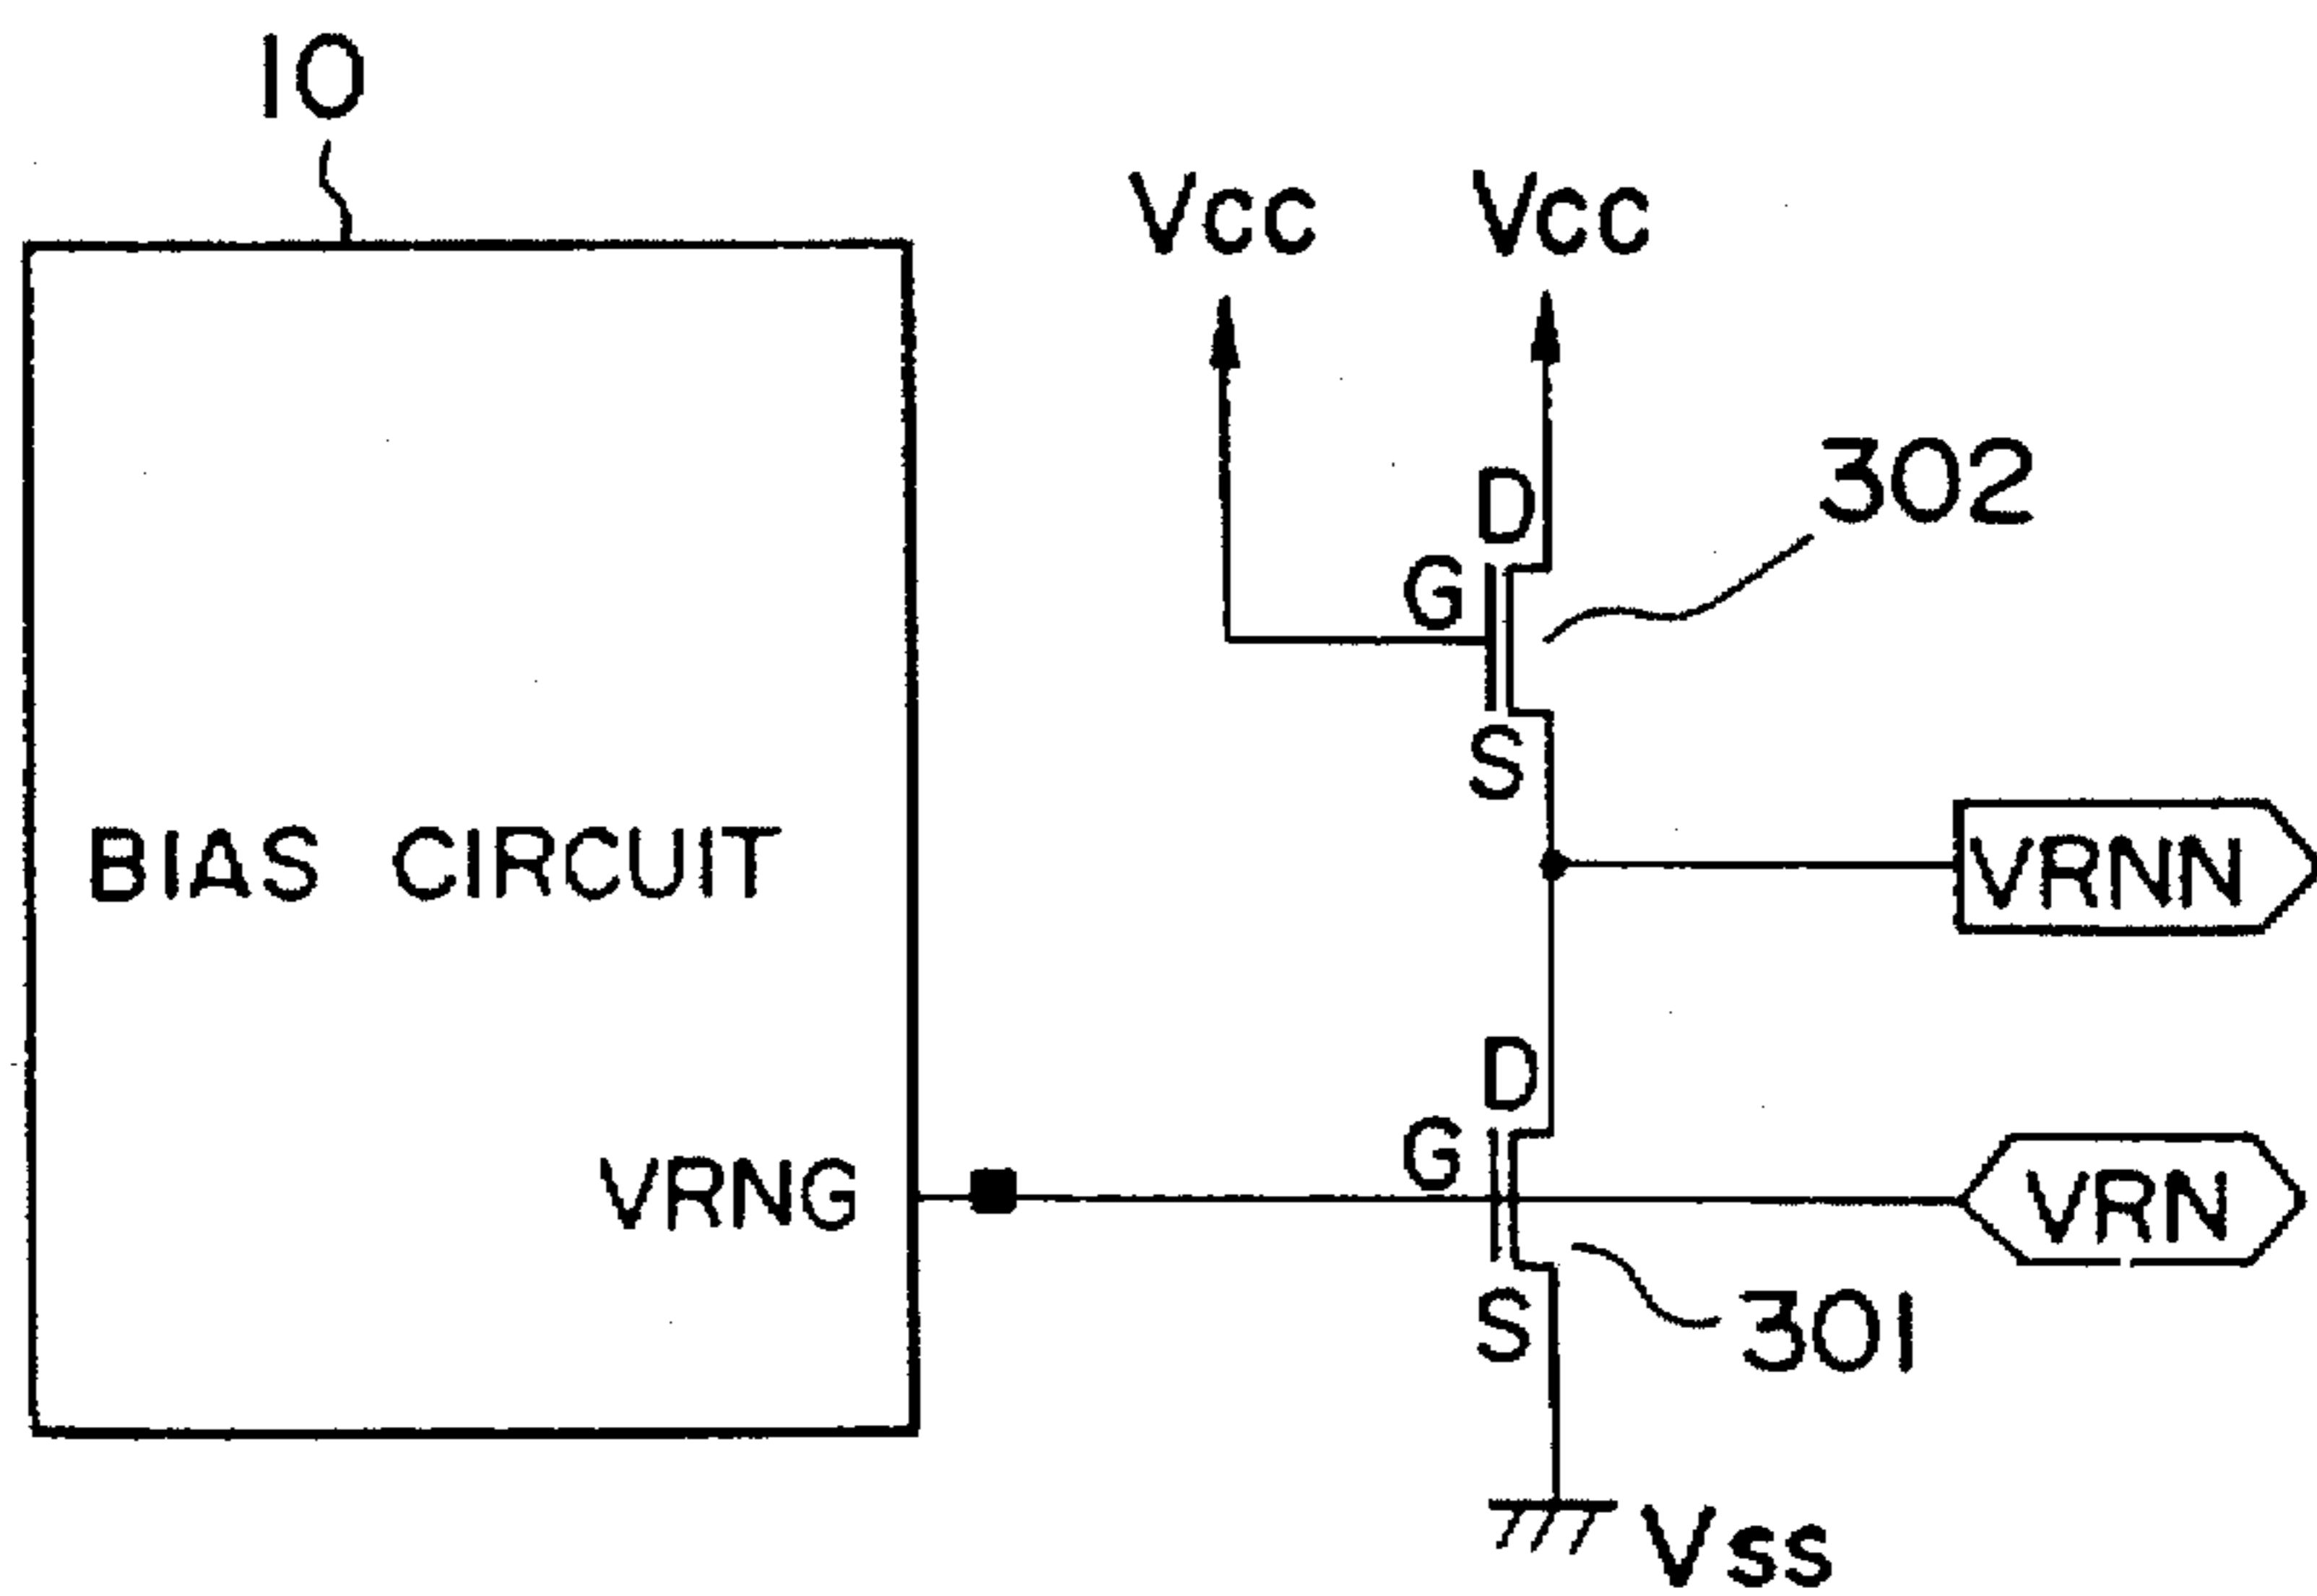 10
Vcc Vcc
302
D
G
S
BIAS CIRCUIT
VRNN
D
G
VRNG
VRN
S
301
Vss